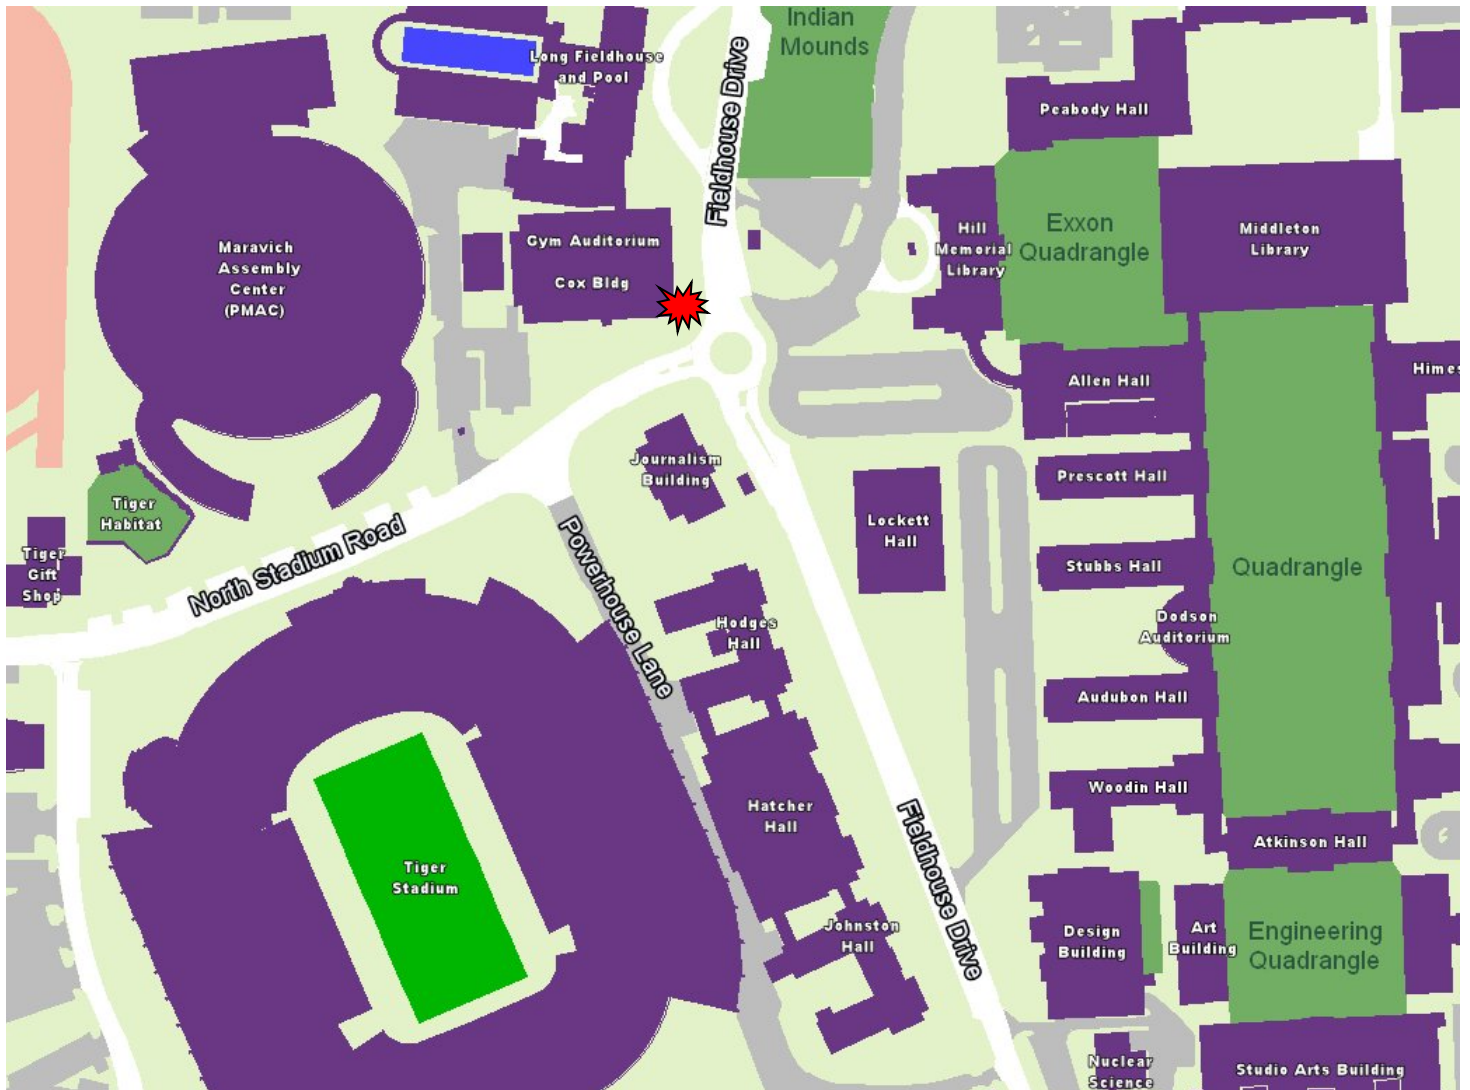 Indian
Mounds
Long Fieldhouse
and Pool
Fieldhouse Drive
Peabody Hall
Maravich
Assembly
Center
(PMAC)
Gym Auditorium
Cox Bldg
Hill
Memorial
Library
Exxon
Quadrangle
Middleton
Library
Allen Hall
Himes
Journalism
Building
Prescott Hall
Tiger
Habitat
Lockett
Hall
North Stadium Road
Powerhouse Lane
Tiger
Gift
Shop
Stubbs Hall
Quadrangle
Hodges
Hall
Dodson
Auditorium
Audubon Hall
Woodin Hall
Hatcher
Hall
Fieldhouse Drive
Atkinson Hall
Tiger
Stadium
Johnston
Hall
Design
Building
Art
Building
Engineering
Quadrangle
Nuclear
Science
Studio Arts Building